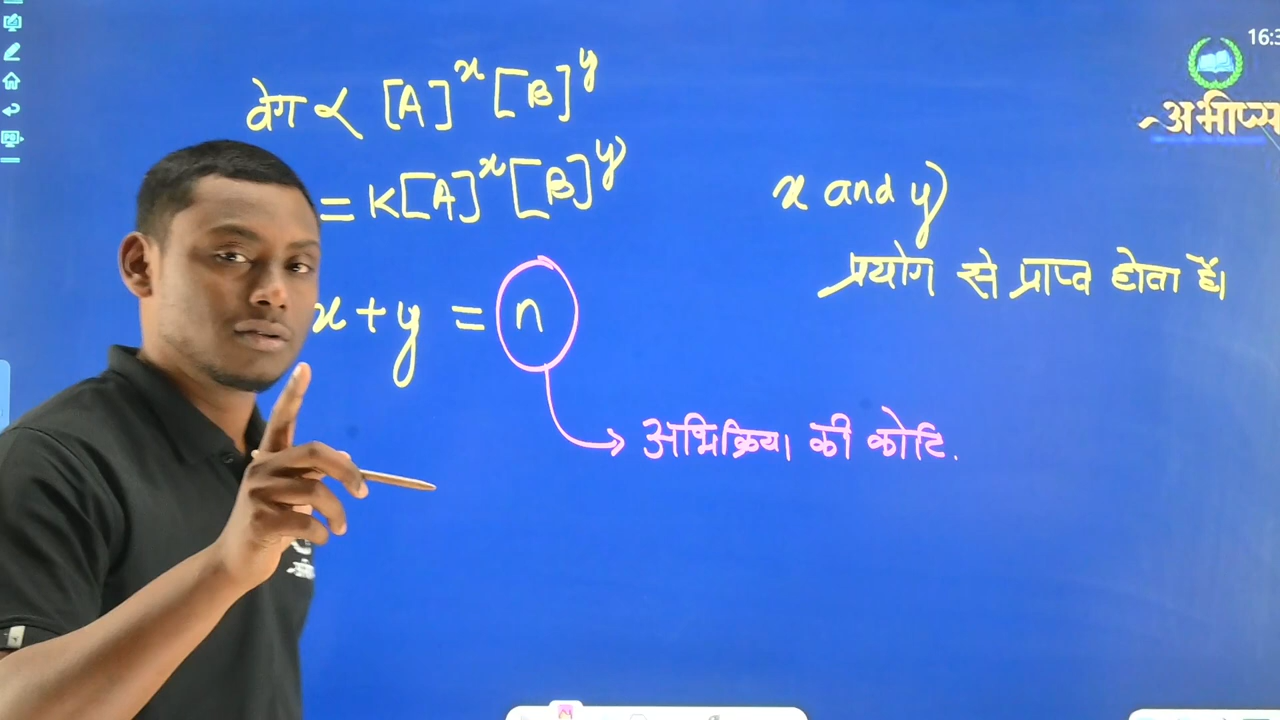 16:3
अभीप्स
वेग ∝ [A]^x [B]^y
= K[A]^x [B]^y
x and y
प्रयोग से प्राप्त होता है।
x + y = n
अभिक्रिया की कोटि.